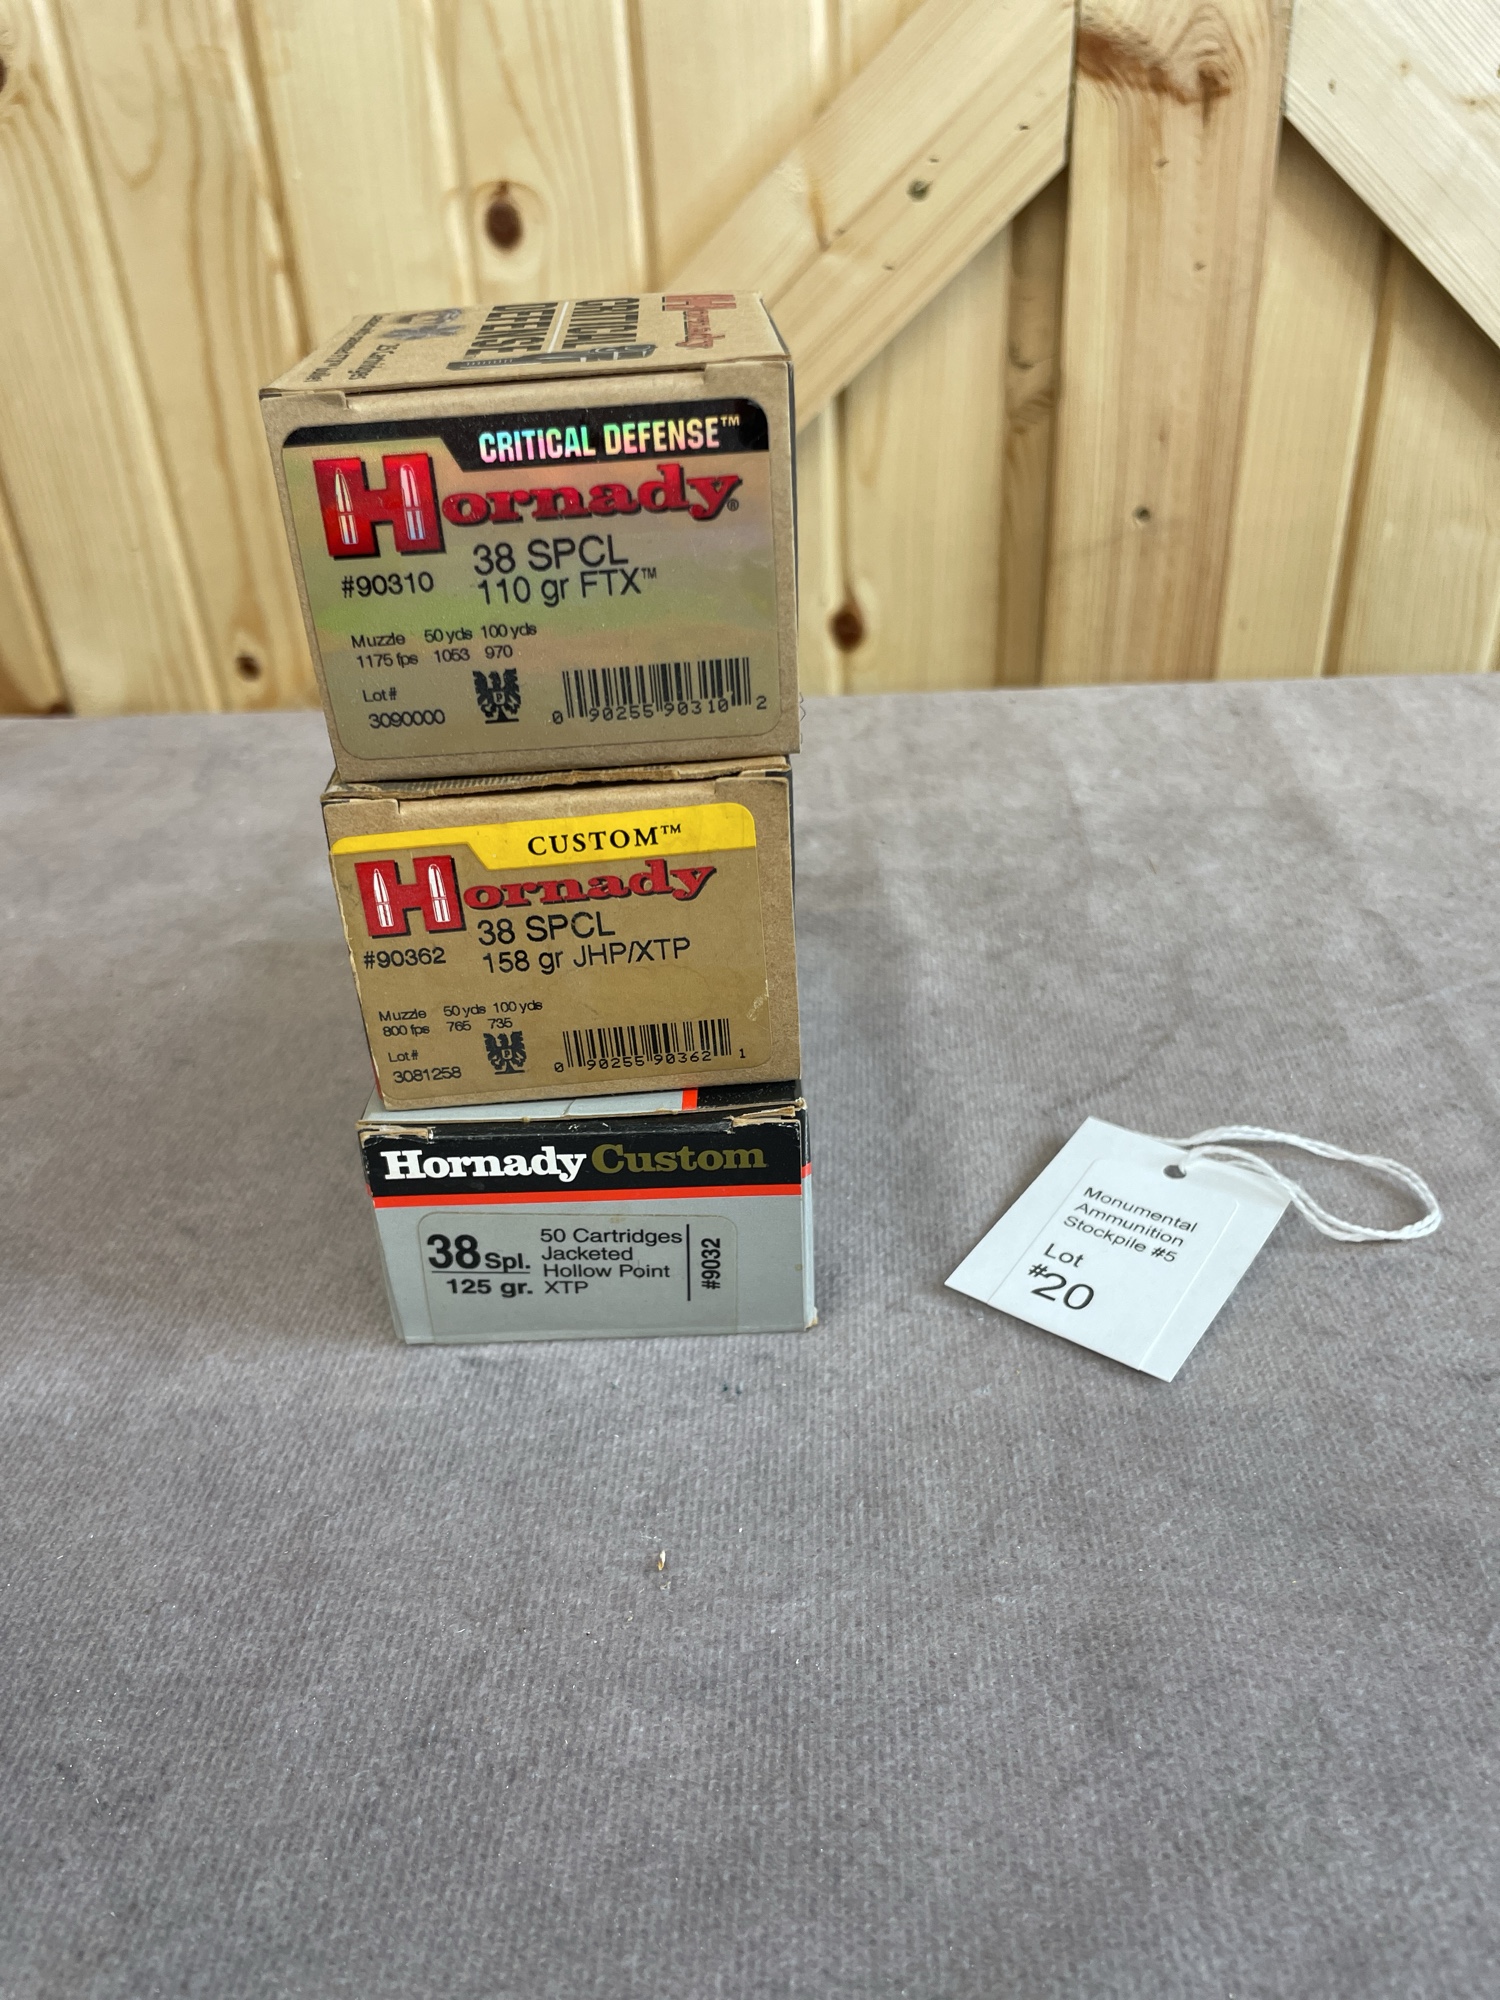 Hornady
CRITICAL
DEFENSE
25 Cartridges
CRITICAL DEFENSE™
Hornady®
38 SPCL
110 gr FTX™
#90310
Muzzle 50 yds 100 yds
1175 fps 1053 970
Lot#
3090000
P
0 90255 90310 2
CUSTOM™
Hornady
38 SPCL
158 gr JHP/XTP
#90362
Muzzle 50 yds 100 yds
800 fps 765 735
Lot#
3081258
P
0 90255 90362 1
Hornady Custom
38 Spl.
125 gr.
50 Cartridges
Jacketed
Hollow Point
XTP
#9032
Monumental
Ammunition
Stockpile #5
Lot
#20